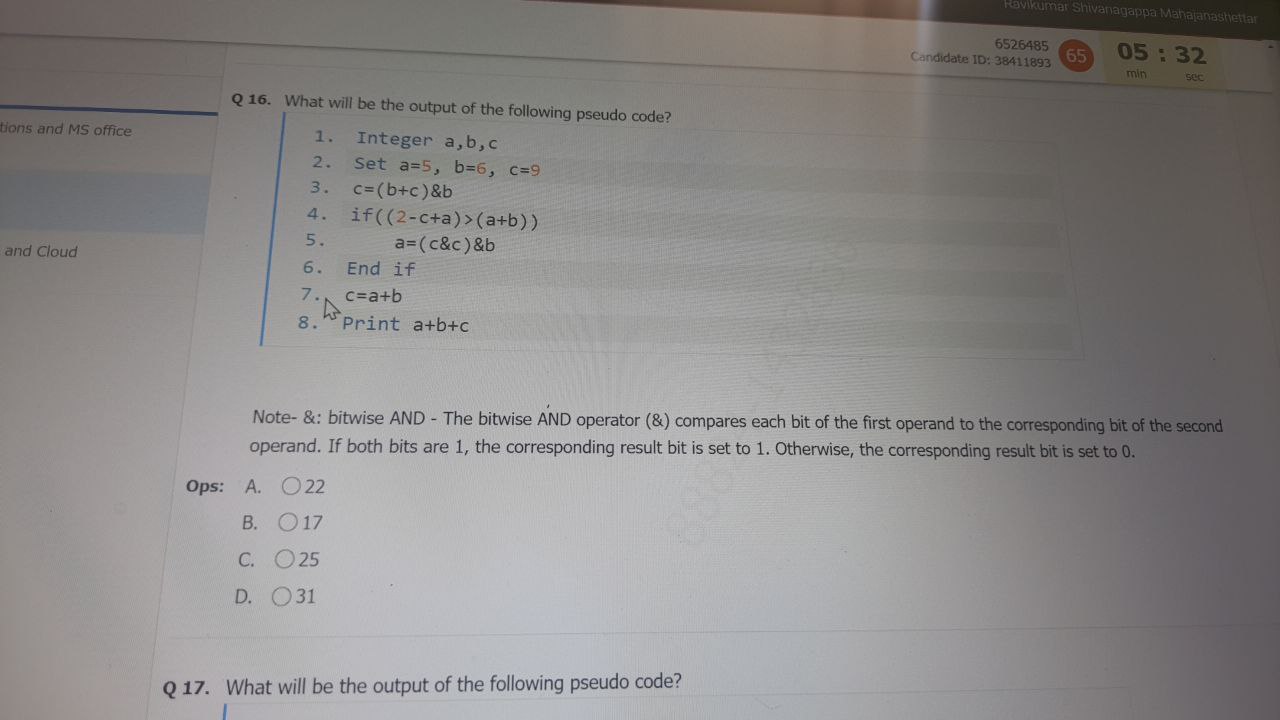 Ravikumar Shivanagappa Mahajanashettar
6526485
Candidate ID: 38411893
65
05 : 32
min sec
tions and MS office
and Cloud
Q 16. What will be the output of the following pseudo code?
1. Integer a,b,c
2. Set a=5, b=6, c=9
3. c=(b+c)&b
4. if((2-c+a)>(a+b))
5. a=(c&c)&b
6. End if
7. c=a+b
8. Print a+b+c
Note- &: bitwise AND - The bitwise AND operator (&) compares each bit of the first operand to the corresponding bit of the second
operand. If both bits are 1, the corresponding result bit is set to 1. Otherwise, the corresponding result bit is set to 0.
Ops: A. 22
B. 17
C. 25
D. 31
Q 17. What will be the output of the following pseudo code?